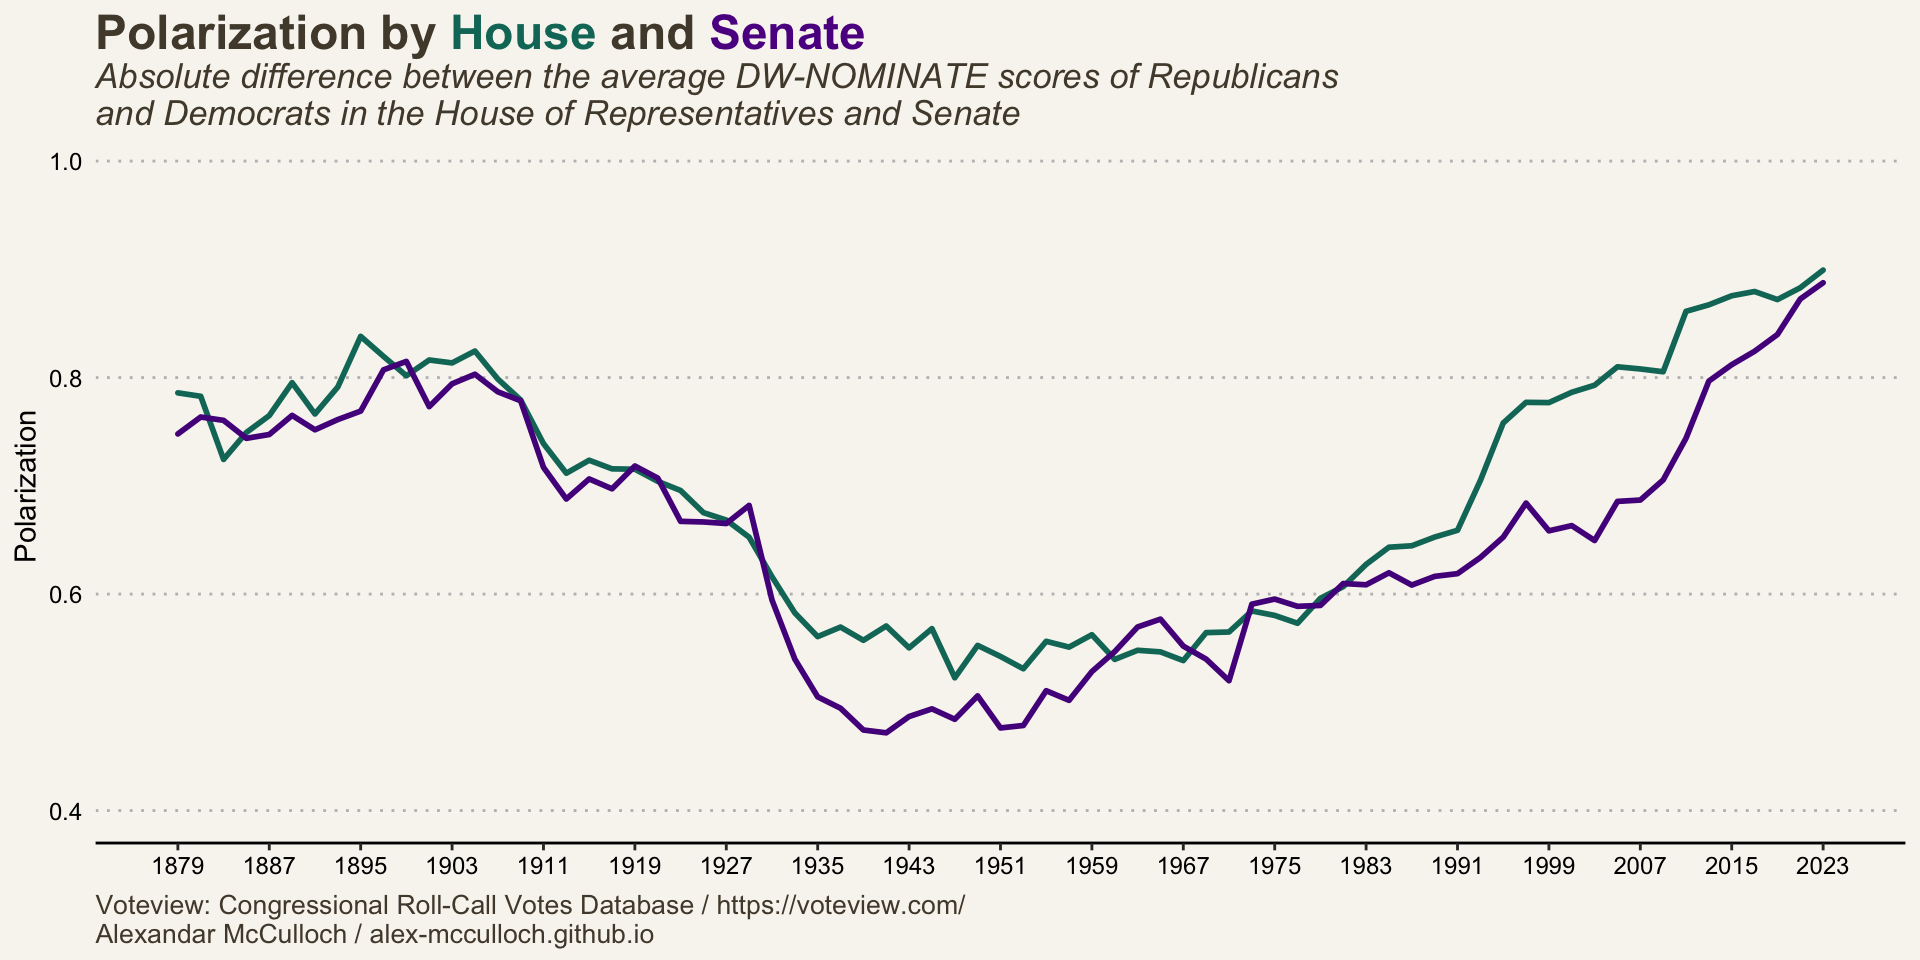 Polarization by House and Senate
Absolute difference between the average DW-NOMINATE scores of Republicans
and Democrats in the House of Representatives and Senate
1.0
0.8
0.6
0.4
Polarization
1879 1887 1895 1903 1911 1919 1927 1935 1943 1951 1959 1967 1975 1983 1991 1999 2007 2015 2023
Voteview: Congressional Roll-Call Votes Database / https://voteview.com/
Alexandar McCulloch / alex-mcculloch.github.io